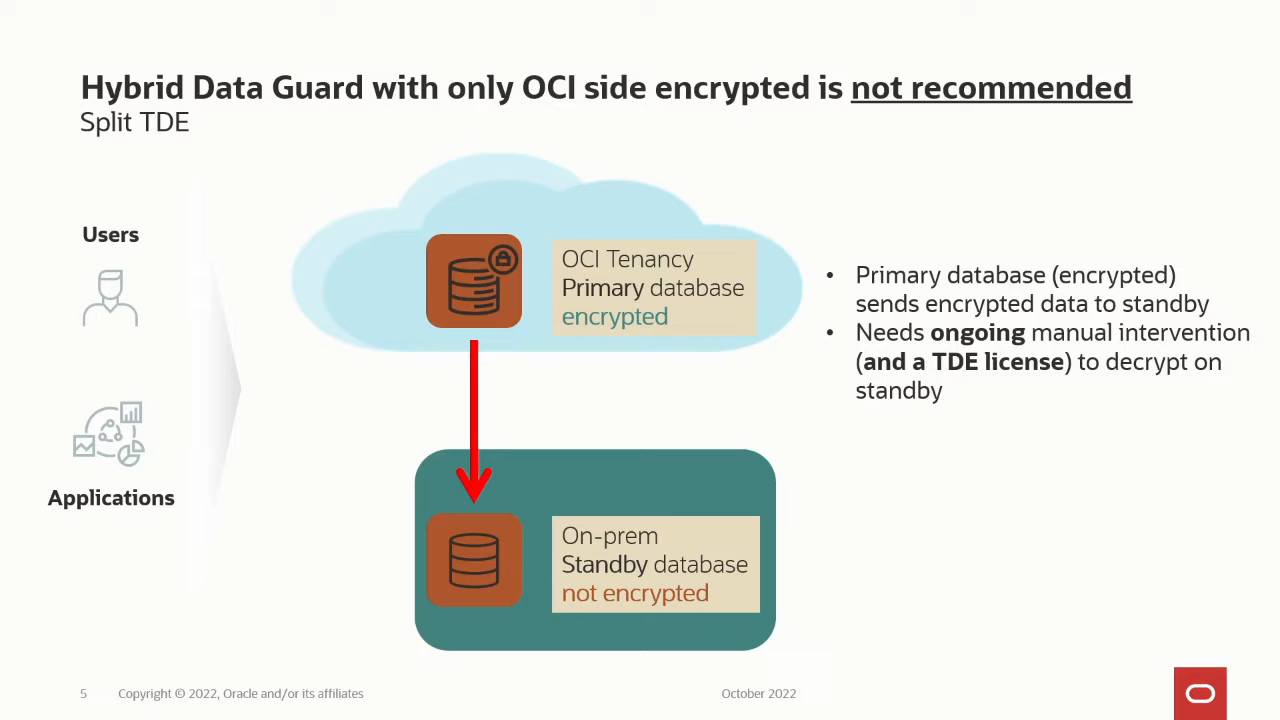 Hybrid Data Guard with only OCI side encrypted is not recommended
Split TDE
Users
Applications
OCI Tenancy
Primary database
encrypted
• Primary database (encrypted)
sends encrypted data to standby
• Needs ongoing manual intervention
(and a TDE license) to decrypt on
standby
On-prem
Standby database
not encrypted
5 Copyright © 2022, Oracle and/or its affiliates
October 2022